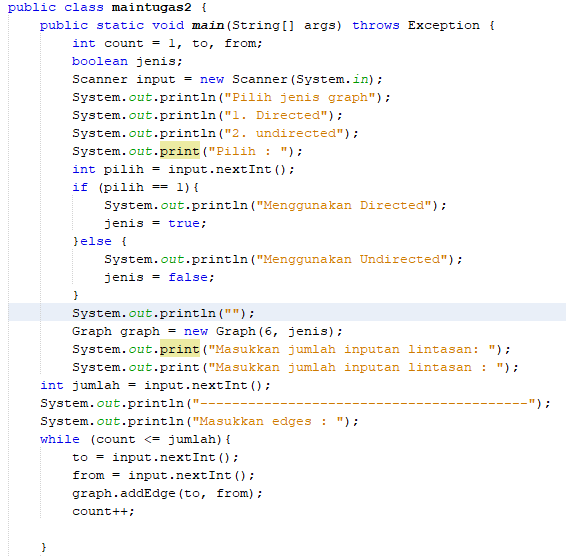 public class maintugas2 {
    public static void main(String[] args) throws Exception {
        int count = 1, to, from;
        boolean jenis;
        Scanner input = new Scanner(System.in);
        System.out.println("Pilih jenis graph");
        System.out.println("1. Directed");
        System.out.println("2. undirected");
        System.out.print("Pilih : ");
        int pilih = input.nextInt();
        if (pilih == 1){
            System.out.println("Menggunakan Directed");
            jenis = true;
        }else {
            System.out.println("Menggunakan Undirected");
            jenis = false;
        }
        System.out.println("");
        Graph graph = new Graph(6, jenis);
        System.out.print("Masukkan jumlah inputan lintasan: ");
        System.out.print("Masukkan jumlah inputan lintasan : ");
    int jumlah = input.nextInt();
    System.out.println("-----------------------------------------");
    System.out.println("Masukkan edges : ");
    while (count <= jumlah){
        to = input.nextInt();
        from = input.nextInt();
        graph.addEdge(to, from);
        count++;

    }